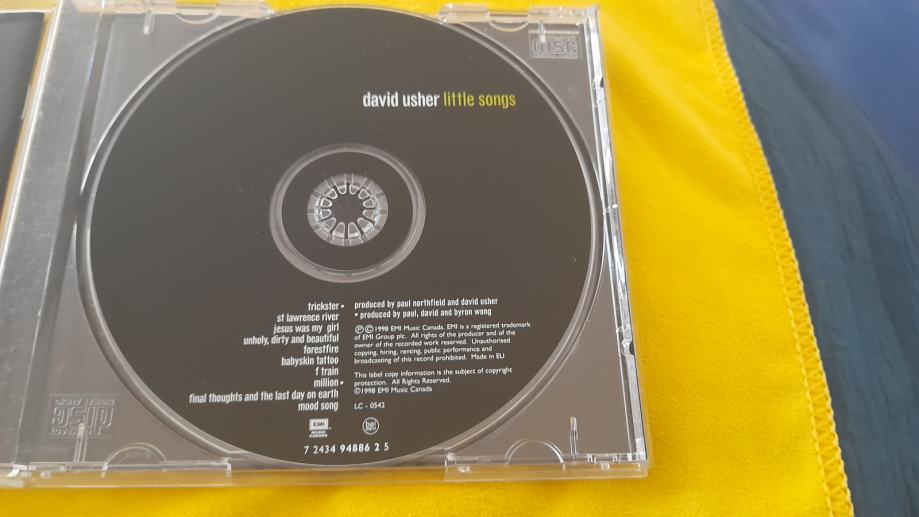 DISC
david usher little songs
trickster •
st lawrence river
jesus was my girl
unholy, dirty and beautiful
forestfire
babyskin tattoo
f train
million •
final thoughts and the last day on earth
mood song
produced by paul northfield and david usher
• produced by paul, david and byron wong
Ⓟ©1998 EMI Music Canada. EMI is a registered trademark
of EMI Group plc. All rights of the producer and of the
owner of the recorded work reserved. Unauthorised
copying, hiring, renting, public performance and
broadcasting of this record prohibited. Made in EU
This label copy information is the subject of copyright
protection. All Rights Reserved.
©1998 EMI Music Canada
LC - 0542
EMI
7 2434 94886 2 5